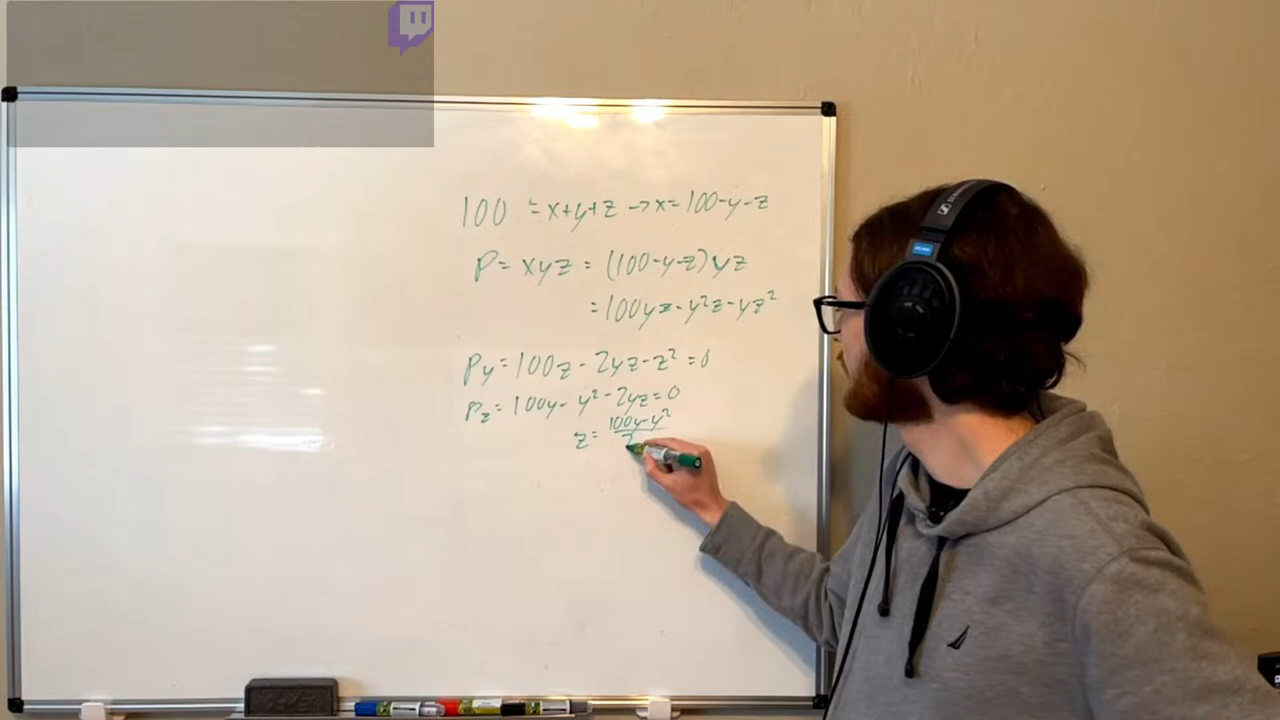 100 = x+y+z → x = 100-y-z
P = xyz = (100-y-z)yz
= 100yz - y²z - yz²
Py = 100z - 2yz - z² = 0
Pz = 100y - y² - 2yz = 0
z = 100y-y² / 2